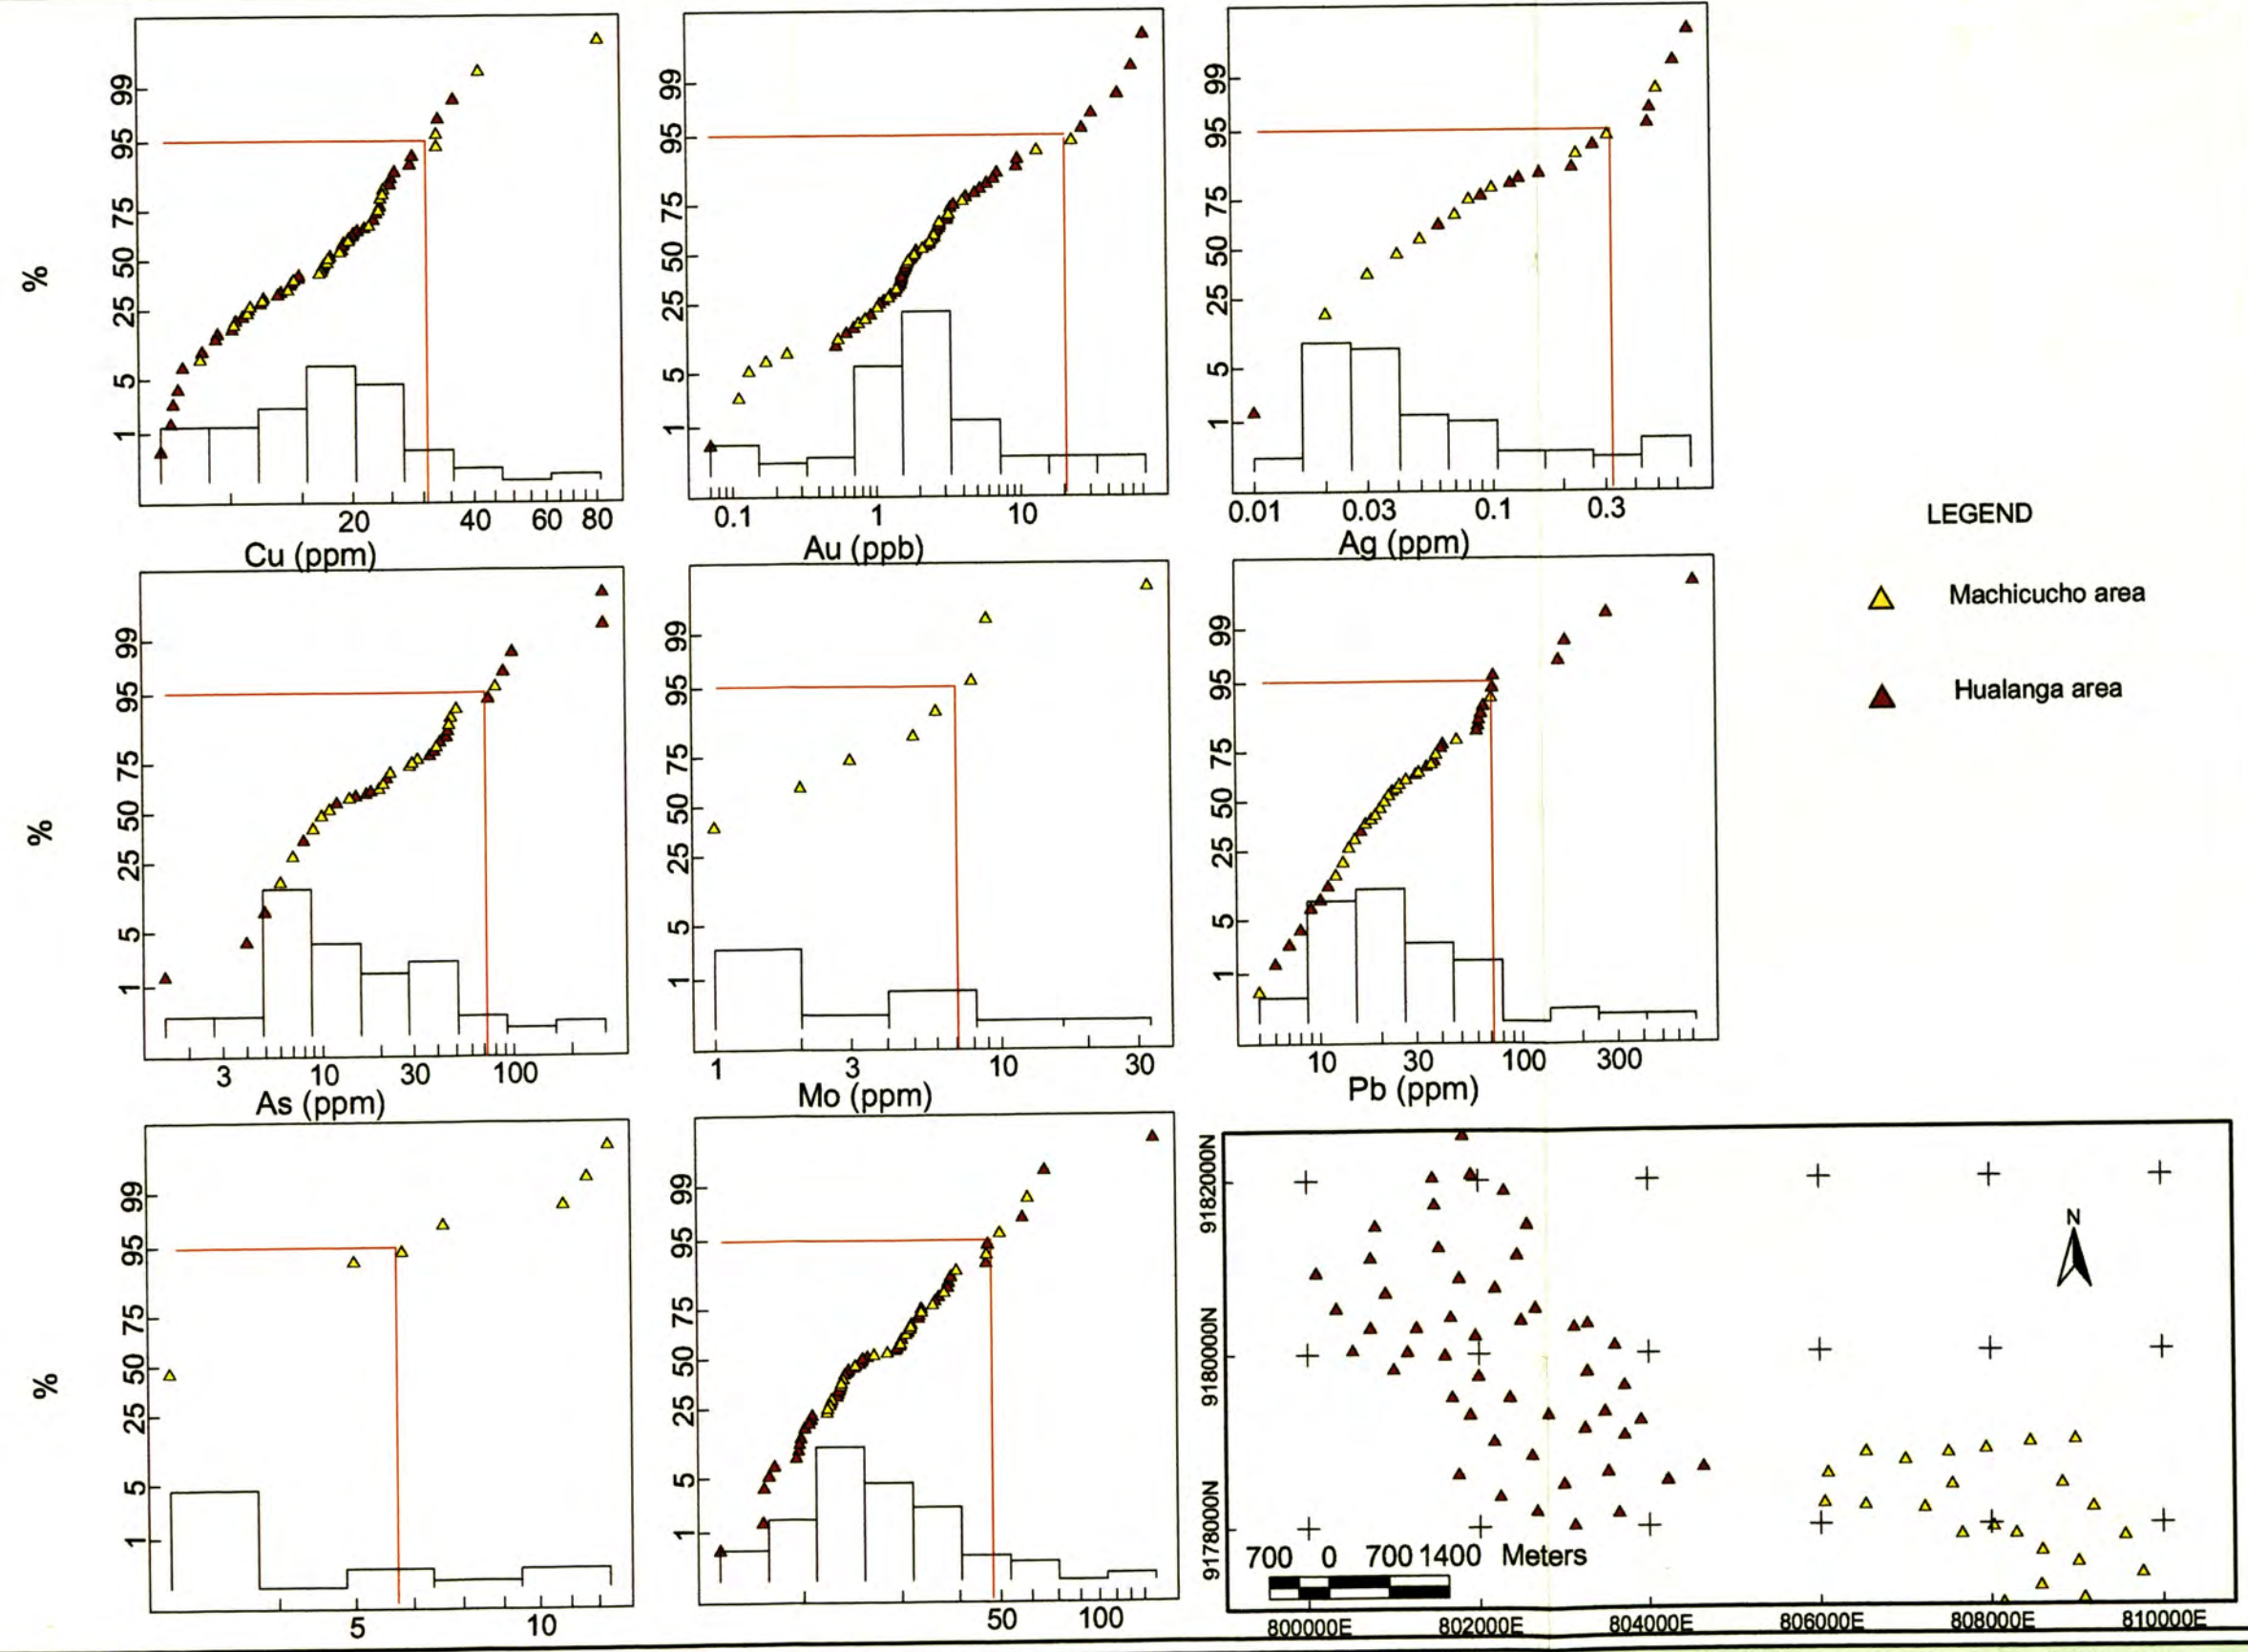 % 99 95 75 50 25 5 1
20 40 60 80
Cu (ppm)
99 95 75 50 25 5 1
0.1 1 10
Au (ppb)
99 95 75 50 25 5 1
0.01 0.03 0.1 0.3
Ag (ppm)
LEGEND
Machicucho area
Hualanga area
% 99 95 75 50 25 5 1
3 10 30 100
As (ppm)
99 95 75 50 25 5 1
1 3 10 30
Mo (ppm)
99 95 75 50 25 5 1
10 30 100 300
Pb (ppm)
% 99 95 75 50 25 5 1
5 10
99 95 75 50 25 5 1
50 100
9182000N
9180000N
9178000N
N
700 0 700 1400 Meters
800000E 802000E 804000E 806000E 808000E 810000E